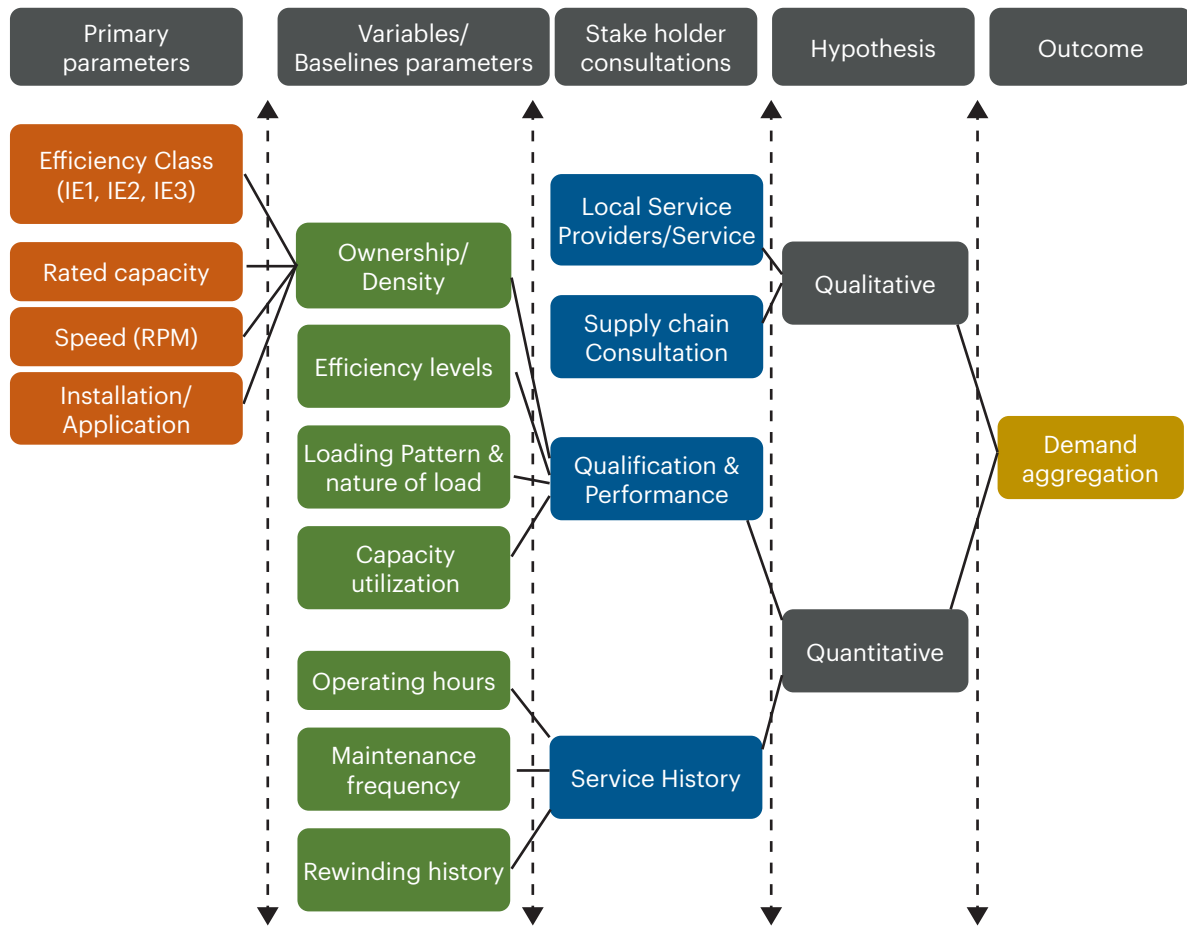 Primary
parameters
Variables/
Baselines parameters
Stake holder
consultations
Hypothesis
Outcome
Efficiency Class
(IE1, IE2, IE3)
Rated capacity
Speed (RPM)
Installation/
Application
Ownership/
Density
Efficiency levels
Loading Pattern &
nature of load
Capacity
utilization
Operating hours
Maintenance
frequency
Rewinding history
Local Service
Providers/Service
Supply chain
Consultation
Qualification &
Performance
Service History
Qualitative
Quantitative
Demand
aggregation